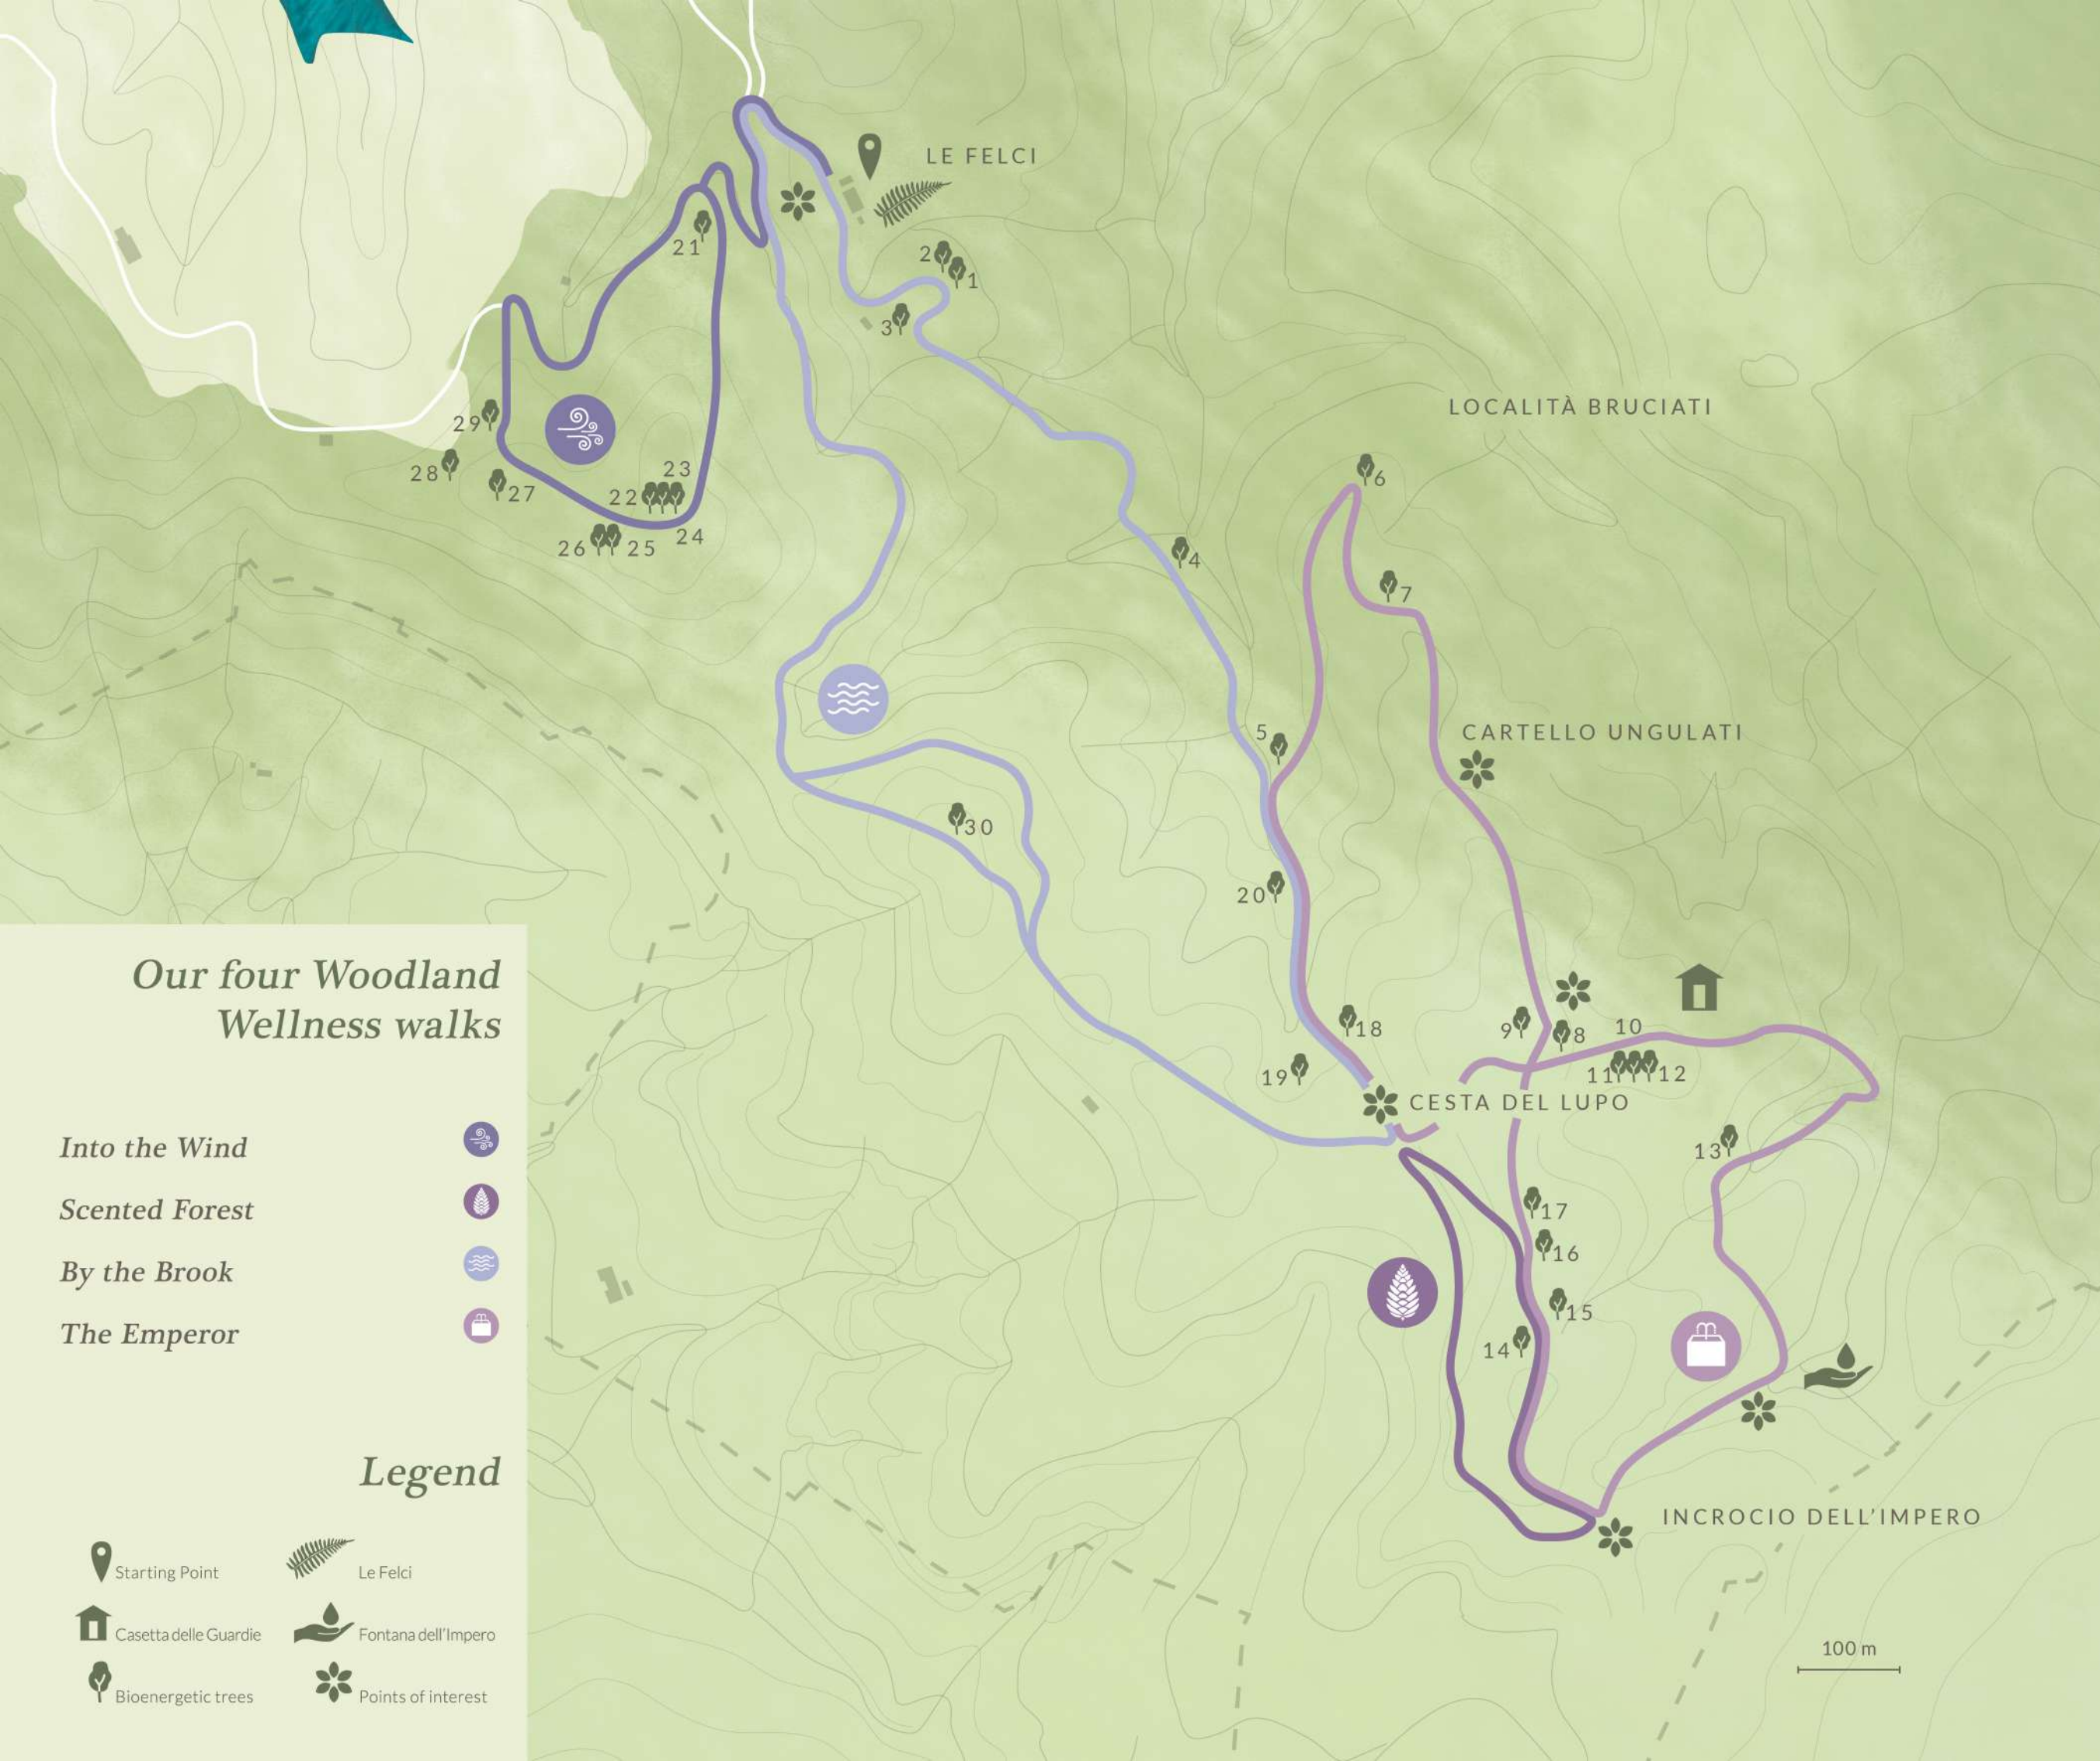 LE FELCI
21
2
1
3
LOCALITÀ BRUCIATI
29
28
27
23
22
24
26
25
6
4
7
5
CARTELLO UNGULATI
30
20
Our four Woodland
Wellness walks
18
9
8
10
19
11
12
CESTA DEL LUPO
13
Into the Wind
Scented Forest
By the Brook
The Emperor
17
16
15
14
Legend
INCROCIO DELL'IMPERO
Starting Point
Le Felci
Casetta delle Guardie
Fontana dell'Impero
Bioenergetic trees
Points of interest
100 m